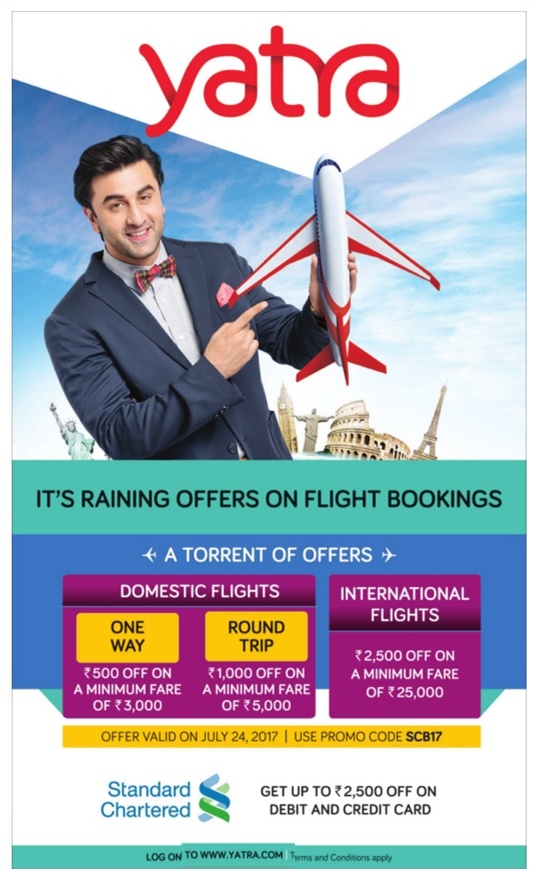 yatra
IT'S RAINING OFFERS ON FLIGHT BOOKINGS
A TORRENT OF OFFERS
DOMESTIC FLIGHTS
ONE
WAY
₹500 OFF ON
A MINIMUM FARE
OF ₹3,000
ROUND
TRIP
₹1,000 OFF ON
A MINIMUM FARE
OF ₹5,000
INTERNATIONAL
FLIGHTS
₹2,500 OFF ON
A MINIMUM FARE
OF ₹25,000
OFFER VALID ON JULY 24, 2017 | USE PROMO CODE SCB17
Standard
Chartered
GET UP TO ₹2,500 OFF ON
DEBIT AND CREDIT CARD
LOG ON TO WWW.YATRA.COM | Terms and Conditions apply